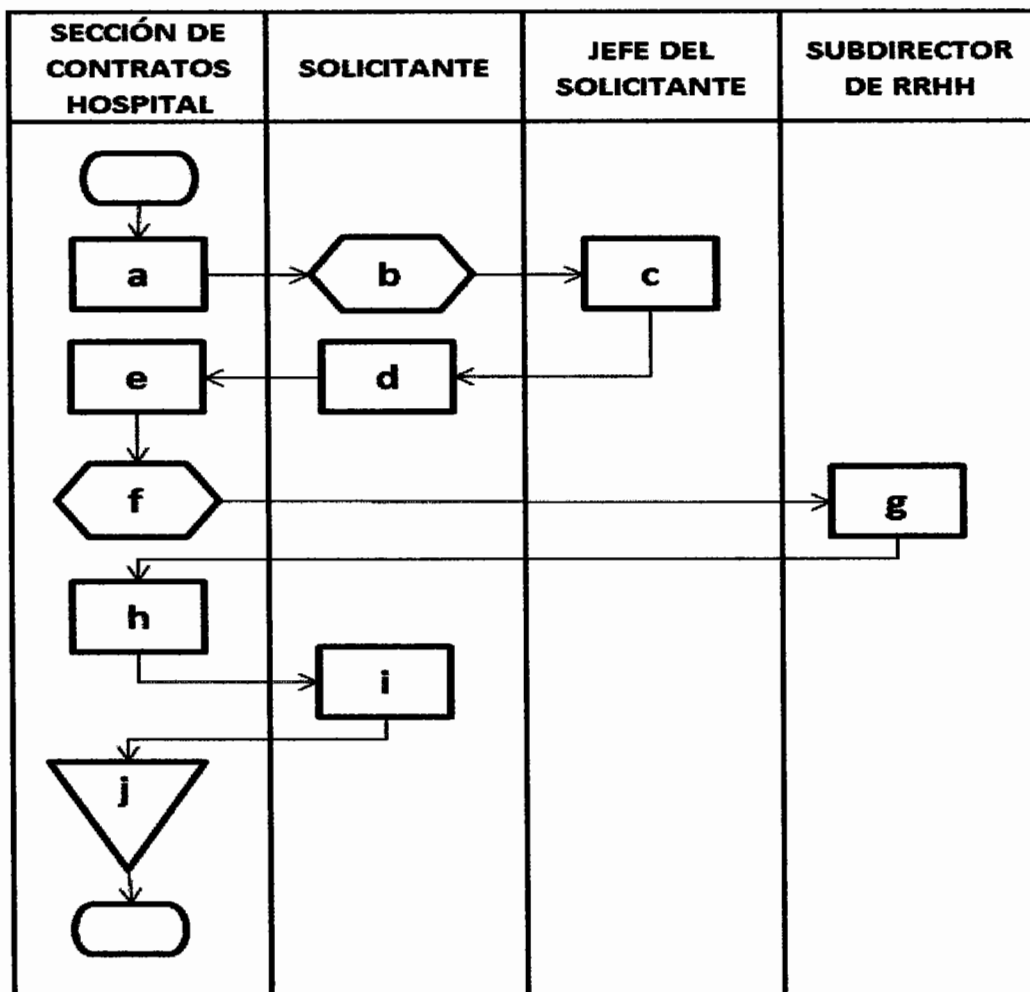 SECCIÓN DE
CONTRATOS
HOSPITAL
SOLICITANTE
JEFE DEL
SOLICITANTE
SUBDIRECTOR
DE RRHH
a
b
c
e
d
f
g
h
i
j